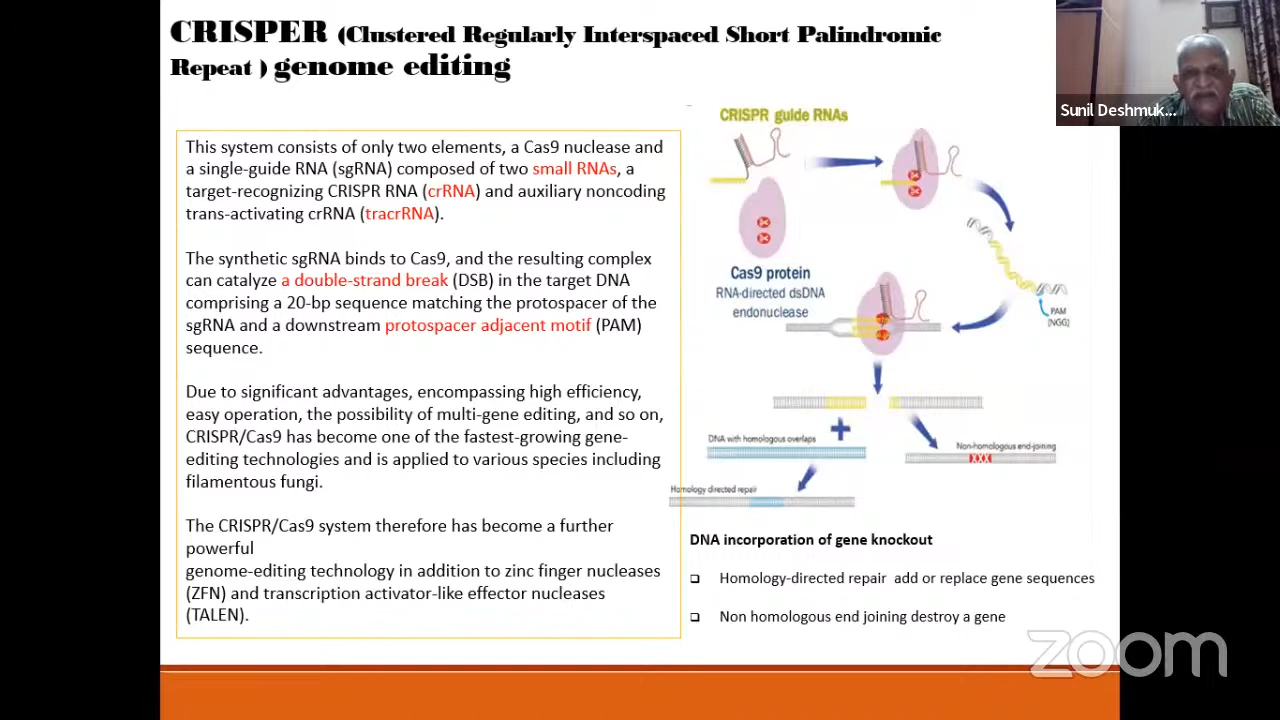 CRISPER (Clustered Regularly Interspaced Short Palindromic
Repeat ) genome editing
Sunil Deshmuk...
This system consists of only two elements, a Cas9 nuclease and
a single-guide RNA (sgRNA) composed of two small RNAs, a
target-recognizing CRISPR RNA (crRNA) and auxiliary noncoding
trans-activating crRNA (tracrRNA).
The synthetic sgRNA binds to Cas9, and the resulting complex
can catalyze a double-strand break (DSB) in the target DNA
comprising a 20-bp sequence matching the protospacer of the
sgRNA and a downstream protospacer adjacent motif (PAM)
sequence.
Due to significant advantages, encompassing high efficiency,
easy operation, the possibility of multi-gene editing, and so on,
CRISPR/Cas9 has become one of the fastest-growing gene-
editing technologies and is applied to various species including
filamentous fungi.
The CRISPR/Cas9 system therefore has become a further
powerful
genome-editing technology in addition to zinc finger nucleases
(ZFN) and transcription activator-like effector nucleases
(TALEN).
CRISPR guide RNAs
Cas9 protein
RNA-directed dsDNA
endonuclease
PAM
[NGG]
DNA with homologous overlaps
Non-homologous end-joining
XXX
Homology directed repair
DNA incorporation of gene knockout
Homology-directed repair add or replace gene sequences
Non homologous end joining destroy a gene
zoom